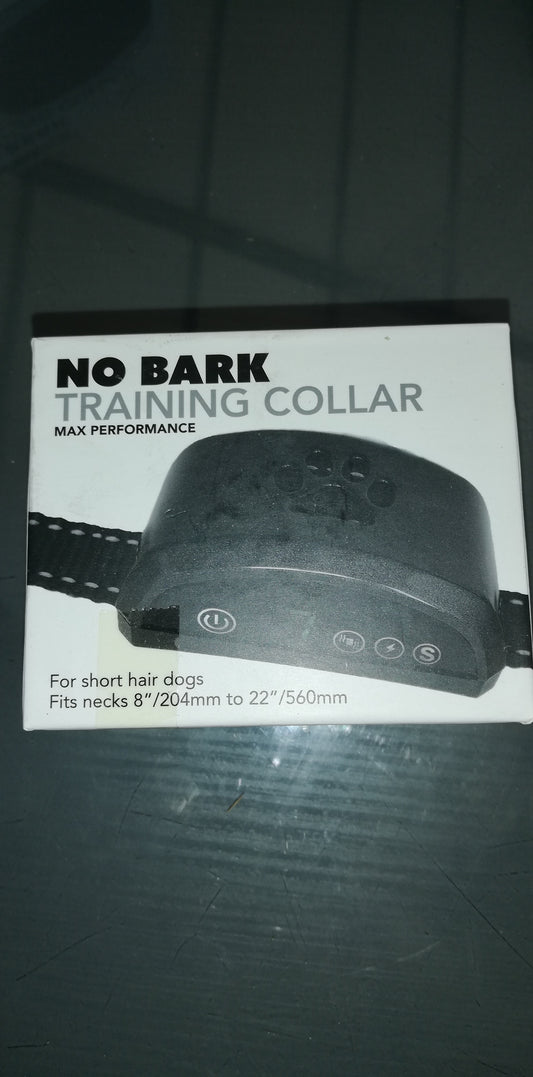 NO BARK
TRAINING COLLAR
MAX PERFORMANCE
S
For short hair dogs
Fits necks 8"/204mm to 22"/560mm